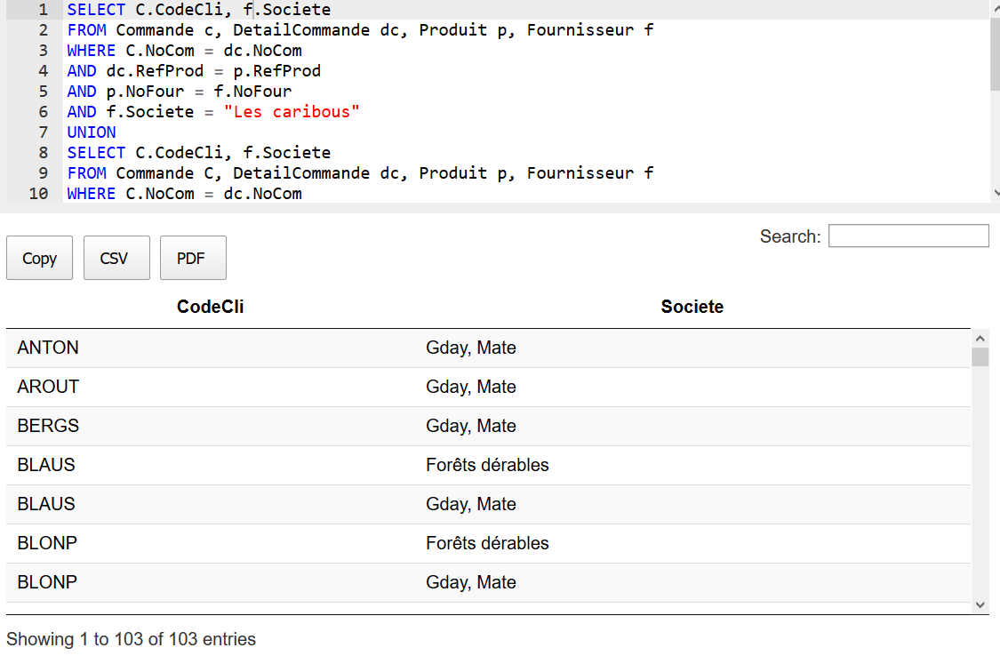 1 SELECT C.CodeCli, f.Societe
2 FROM Commande c, DetailCommande dc, Produit p, Fournisseur f
3 WHERE C.NoCom = dc.NoCom
4 AND dc.RefProd = p.RefProd
5 AND p.NoFour = f.NoFour
6 AND f.Societe = "Les caribous"
7 UNION
8 SELECT C.CodeCli, f.Societe
9 FROM Commande C, DetailCommande dc, Produit p, Fournisseur f
10 WHERE C.NoCom = dc.NoCom
Search:
Copy CSV PDF
CodeCli Societe
ANTON Gday, Mate
AROUT Gday, Mate
BERGS Gday, Mate
BLAUS Forêts dérables
BLAUS Gday, Mate
BLONP Forêts dérables
BLONP Gday, Mate
Showing 1 to 103 of 103 entries